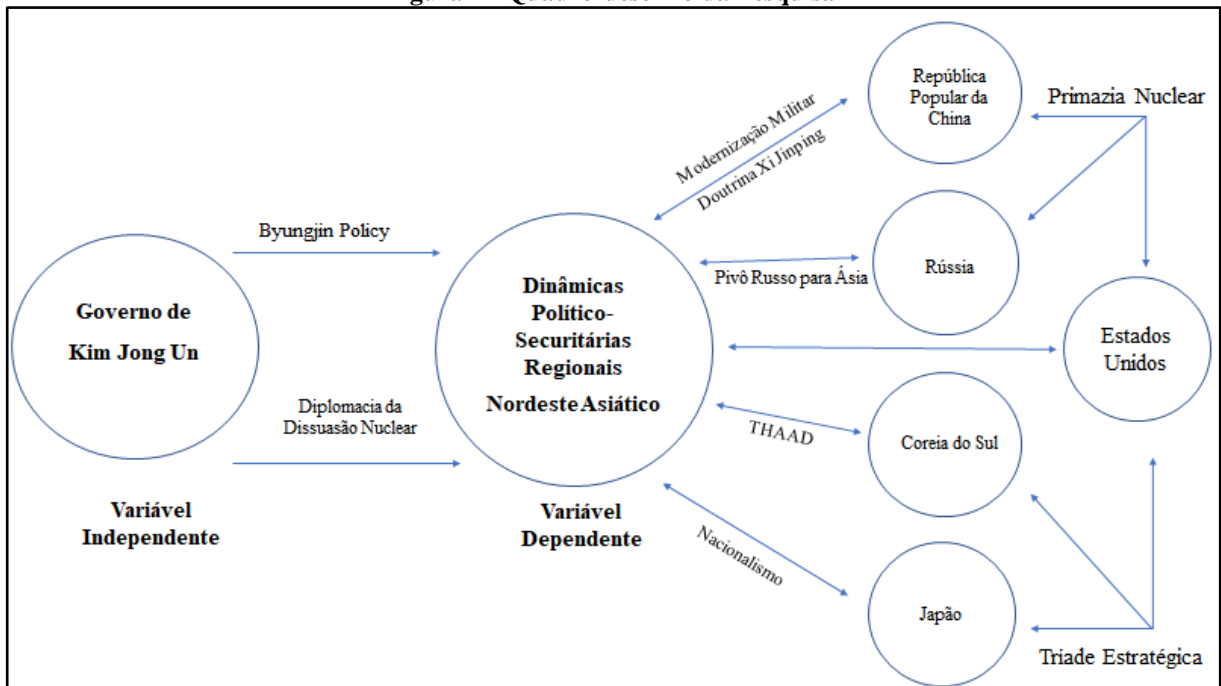 República
Popular da
China
Primazia Nuclear
Modernização Militar
Doutrina Xi Jinping
Byungjin Policy
Governo de
Kim Jong Un
Dinâmicas
Político-
Securitárias
Regionais
Nordeste Asiático
Pivô Russo para Ásia
Rússia
Estados
Unidos
Diplomacia da
Dissuasão Nuclear
THAAD
Coreia do Sul
Variável
Independente
Variável
Dependente
Nacionalismo
Japão
Triade Estratégica